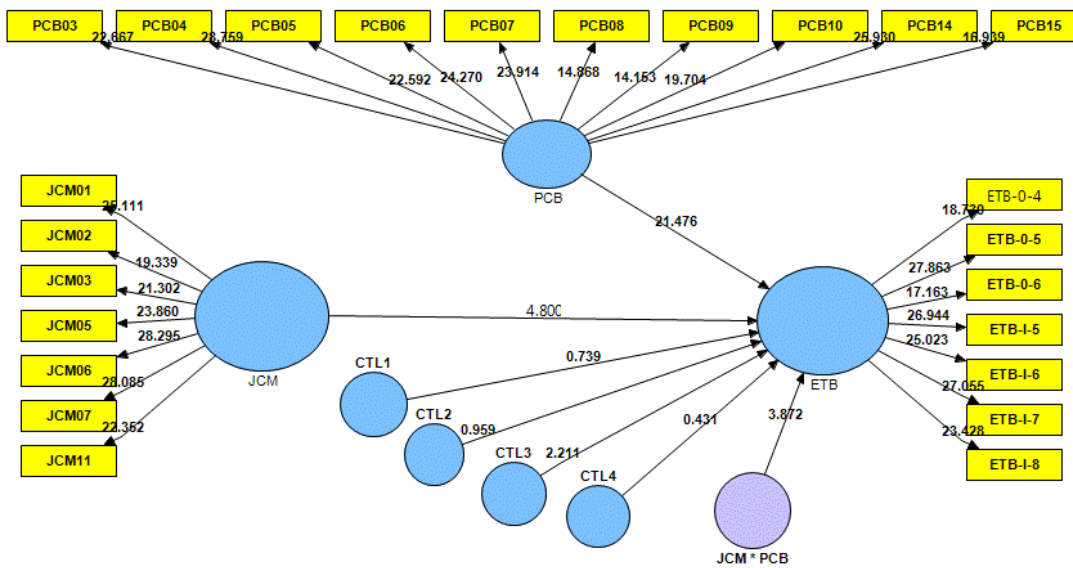 PCB03 PCB04 PCB05 PCB06 PCB07 PCB08 PCB09 PCB10 PCB14 PCB15
22.667 28.759 25.930 16.939
22.592 24.270 23.914 14.868 14.153 19.704
PCB
JCM01
25.111
JCM02
19.339
JCM03
21.302
JCM05
23.860
JCM06
28.295
JCM07
28.085
JCM11
22.352
JCM
21.476
4.800
ETB-0-4
18.730
ETB-0-5
27.863
ETB-0-6
17.163
ETB-I-5
26.944
ETB-I-6
25.023
ETB-I-7
27.055
ETB-I-8
23.428
ETB
CTL1
0.739
CTL2
0.959
CTL3
2.211
CTL4
0.431
3.872
JCM * PCB